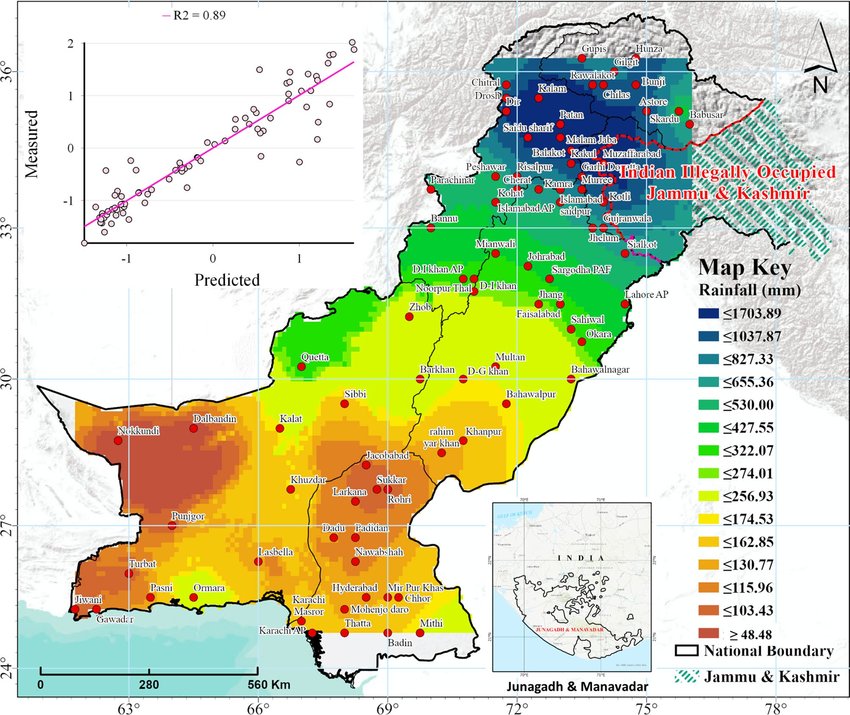 R2 = 0.89
2
1
0
-1
Measured
-1
0
1
Predicted
36°
33°
30°
27°
24°
63°
66°
69°
72°
75°
78°
N
Gupis
Hunza
Gilgit
Chitral
Rawalakot
Bunji
Drosh
Kalam
Chilas
Dir
Astore
Skardu
Babusar
Patan
Saidu sharif
Malam Jaba
Balakot
Kakul
Muzaffarabad
Peshawar
Risalpur
Garhi
Parachinar
Cherat
Kamra
Murree
Indian Illegally Occupied
Jammu & Kashmir
Kohat
Islamabad
Kotli
Islamabad AP
saidpur
Bannu
Gujranwala
Jhelum
Sialkot
Mianwali
Johrabad
D.I khan AP
Sargodha PAF
Noorpur Thal
D-I khan
Jhang
Lahore AP
Zhob
Faisalabad
Sahiwal
Okara
Quetta
Multan
Barkhan
D-G khan
Bahawalnagar
Sibbi
Bahawalpur
Dalbandin
Kalat
Nokkundi
rahim
yar khan
Khanpur
Jacobabad
Khuzdar
Sukkar
Larkana
Rohri
Punjgor
Dadu
Padidan
Lasbella
Nawabshah
Turbat
Pasni
Ormara
Hyderabad
Mir Pur Khas
Jiwani
Karachi
Chhor
Gawadar
Masror
Mohenjo daro
Karachi AP
Thatta
Mithi
Badin
0
280
560 Km
Map Key
Rainfall (mm)
≤1703.89
≤1037.87
≤827.33
≤655.36
≤530.00
≤427.55
≤322.07
≤274.01
≤256.93
≤174.53
≤162.85
≤130.77
≤115.96
≤103.43
≥ 48.48
National Boundary
Jammu & Kashmir
INDIA
JUNAGADH & MANAVADAR
Junagadh & Manavadar